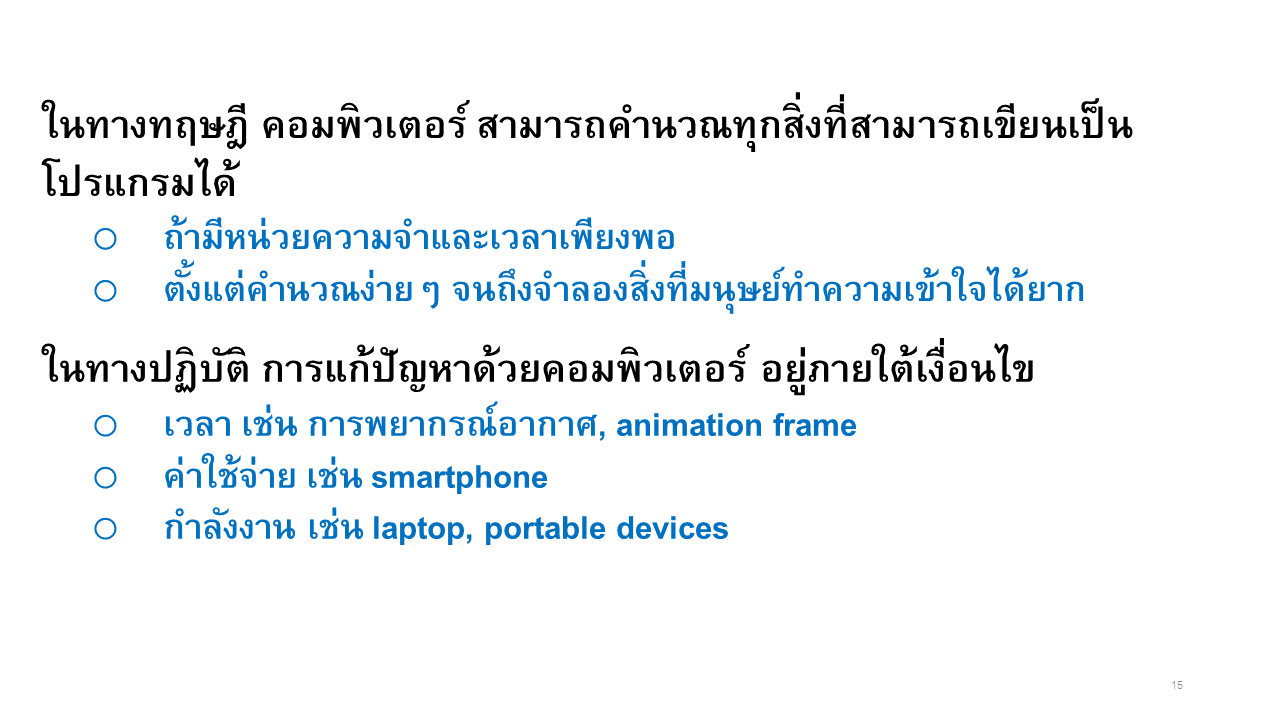 ในทางทฤษฎี คอมพิวเตอร์ สามารถคำนวณทุกสิ่งที่สามารถเขียนเป็น
โปรแกรมได้
○ ถ้ามีหน่วยความจำและเวลาเพียงพอ
○ ตั้งแต่คำนวณง่าย ๆ จนถึงจำลองสิ่งที่มนุษย์ทำความเข้าใจได้ยาก
ในทางปฏิบัติ การแก้ปัญหาด้วยคอมพิวเตอร์ อยู่ภายใต้เงื่อนไข
○ เวลา เช่น การพยากรณ์อากาศ, animation frame
○ ค่าใช้จ่าย เช่น smartphone
○ กำลังงาน เช่น laptop, portable devices
15